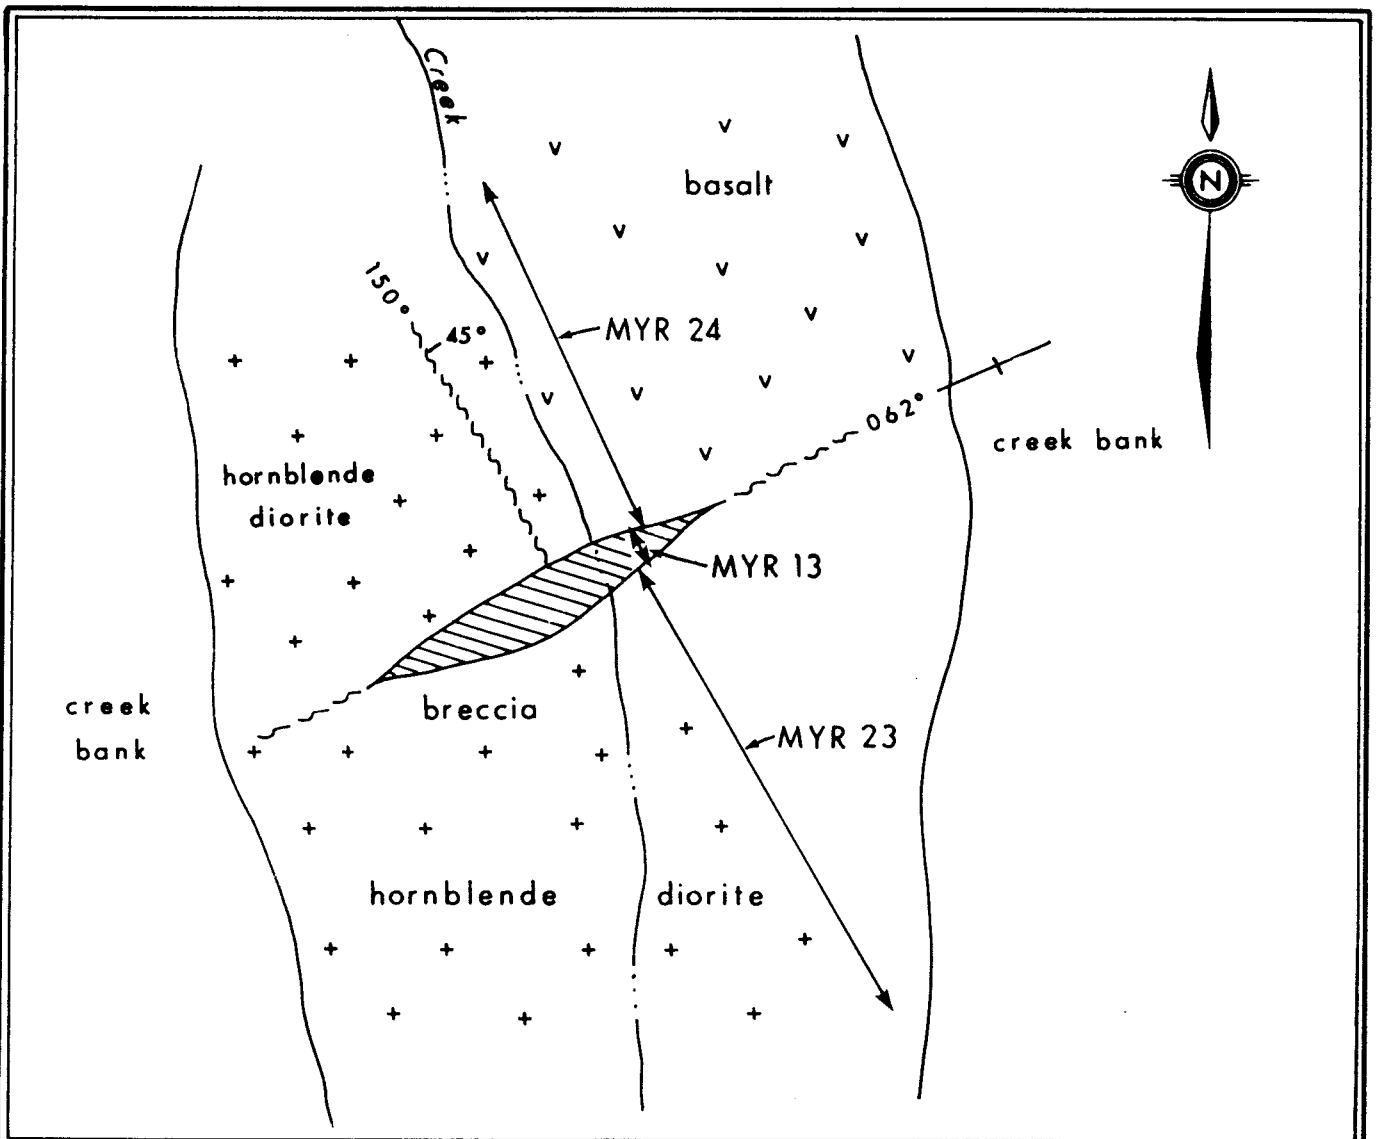 Creek
basalt
N
150°
45°
MYR 24
062°
creek bank
hornblende
diorite
MYR 13
creek
bank
breccia
MYR 23
hornblende diorite